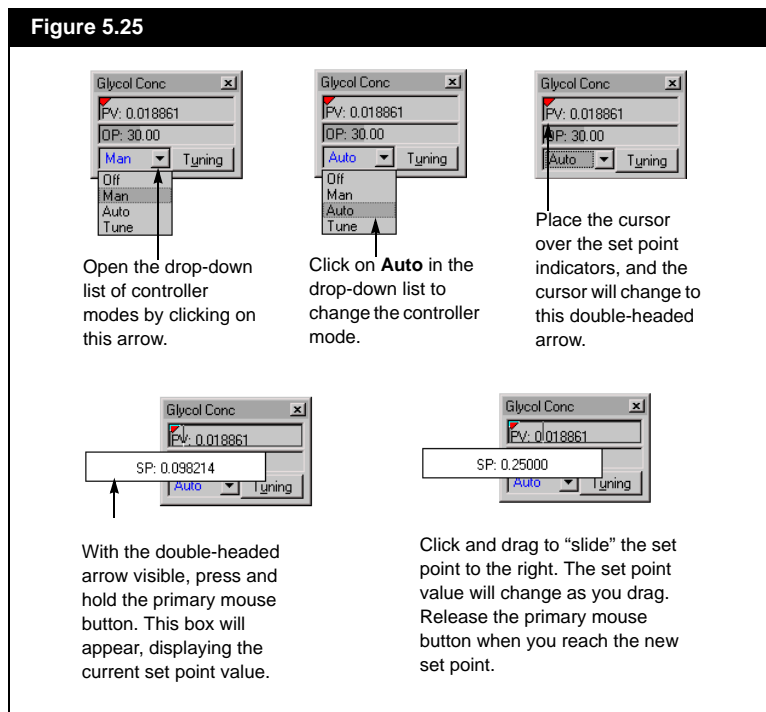 Figure 5.25
Glycol Conc
PV: 0.018861
OP: 30.00
Man Tuning
Off
Man
Auto
Tune
Open the drop-down
list of controller
modes by clicking on
this arrow.
Glycol Conc
PV: 0.018861
OP: 30.00
Auto Tuning
Off
Man
Auto
Tune
Click on Auto in the
drop-down list to
change the controller
mode.
Glycol Conc
PV: 0.018861
OP: 30.00
Auto Tuning
Place the cursor
over the set point
indicators, and the
cursor will change to
this double-headed
arrow.
Glycol Conc
PV: 0.018861
SP: 0.098214
Auto Tuning
With the double-headed
arrow visible, press and
hold the primary mouse
button. This box will
appear, displaying the
current set point value.
Glycol Conc
PV: 0.018861
SP: 0.25000
Auto Tuning
Click and drag to “slide” the set
point to the right. The set point
value will change as you drag.
Release the primary mouse
button when you reach the new
set point.